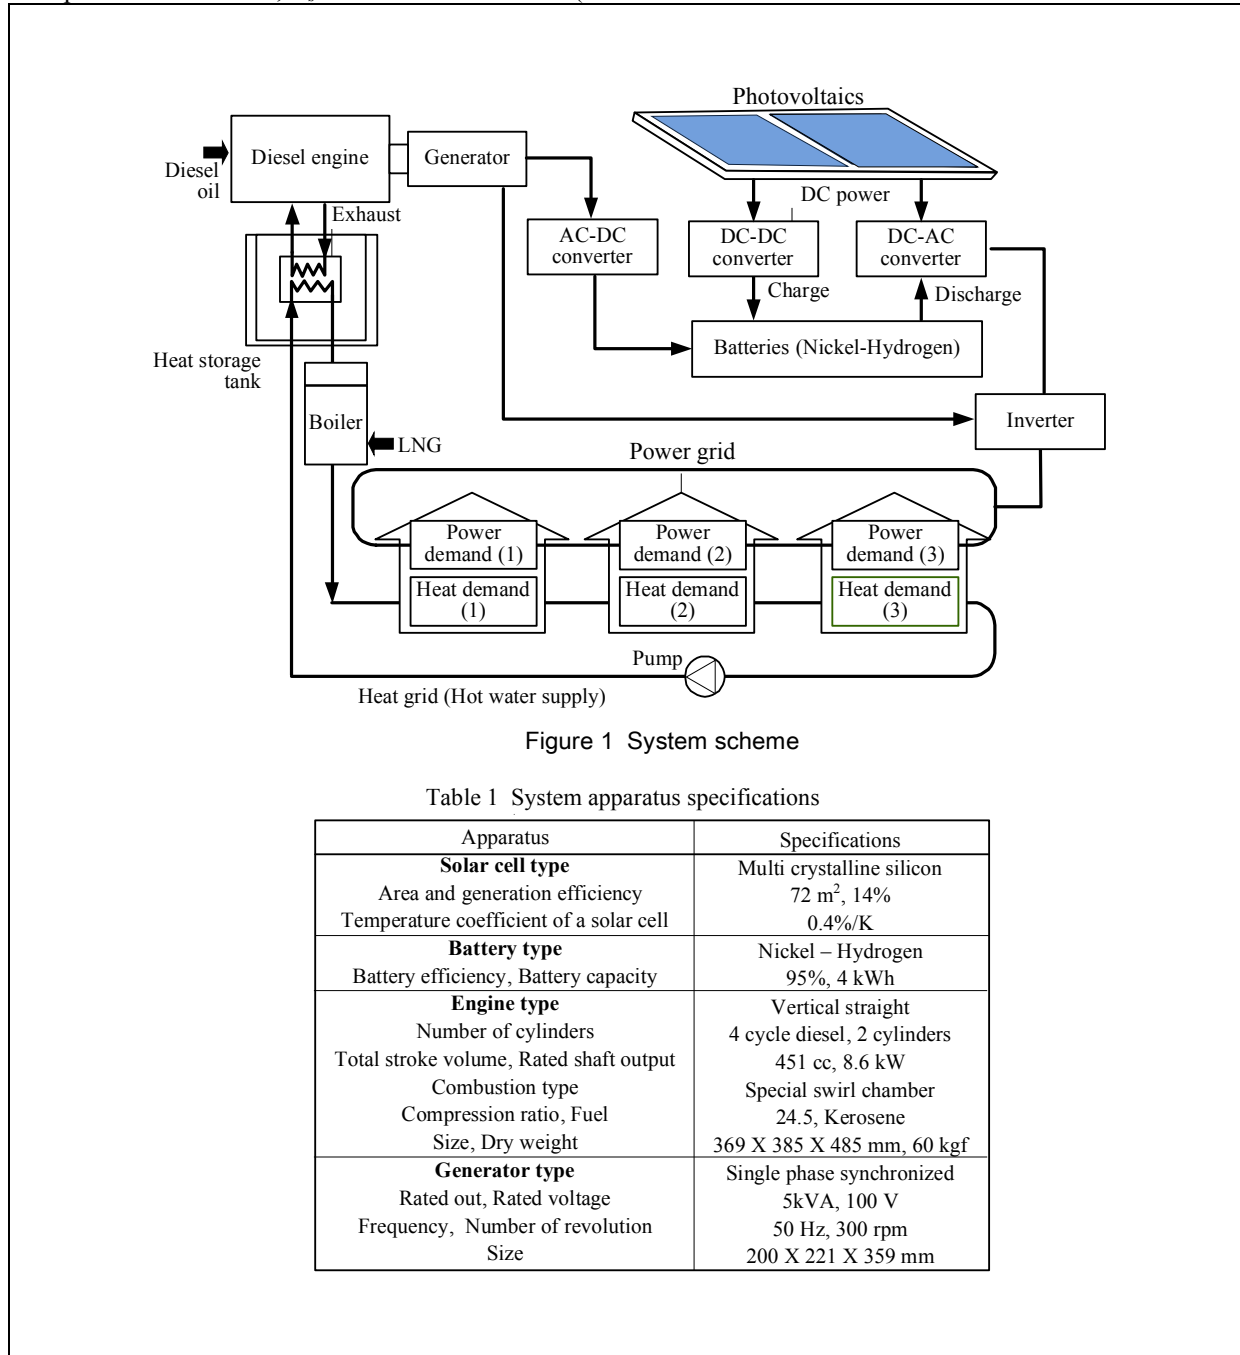 Photovoltaics
Diesel engine
Generator
Diesel
oil
DC power
Exhaust
AC-DC
converter
DC-DC
converter
DC-AC
converter
Charge
Discharge
Batteries (Nickel-Hydrogen)
Heat storage
tank
Boiler
LNG
Inverter
Power grid
Power
demand (1)
Power
demand (2)
Power
demand (3)
Heat demand
(1)
Heat demand
(2)
Heat demand
(3)
Pump
Heat grid (Hot water supply)
Figure 1 System scheme
Table 1 System apparatus specifications
Apparatus Specifications
Solar cell type Multi crystalline silicon
Area and generation efficiency 72 m², 14%
Temperature coefficient of a solar cell 0.4%/K
Battery type Nickel – Hydrogen
Battery efficiency, Battery capacity 95%, 4 kWh
Engine type Vertical straight
Number of cylinders 4 cycle diesel, 2 cylinders
Total stroke volume, Rated shaft output 451 cc, 8.6 kW
Combustion type Special swirl chamber
Compression ratio, Fuel 24.5, Kerosene
Size, Dry weight 369 X 385 X 485 mm, 60 kgf
Generator type Single phase synchronized
Rated out, Rated voltage 5kVA, 100 V
Frequency, Number of revolution 50 Hz, 300 rpm
Size 200 X 221 X 359 mm